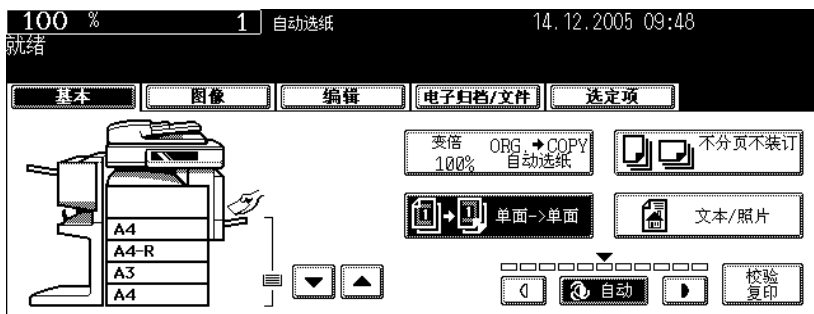 100 % 1 自动选纸 14.12.2005 09:48
就绪
基本 图像 编辑 电子归档/文件 选定项
变倍 ORG.➔COPY 不分页不装订
100% 自动选纸
1➔1 单面->单面 文本/照片
A4
A4-R
A3
A4
自动 校验
复印